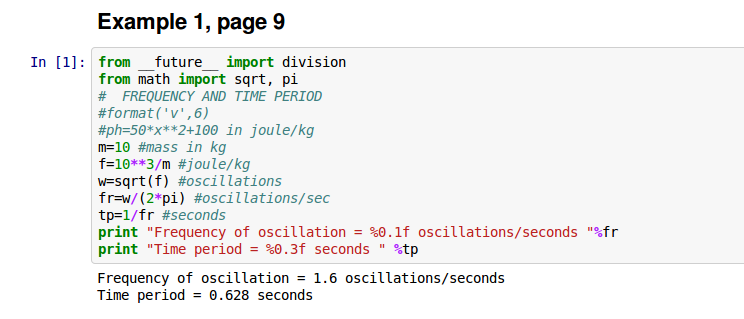 Example 1, page 9
In [1]: from __future__ import division
from math import sqrt, pi
#  FREQUENCY AND TIME PERIOD
#format('v',6)
#ph=50*x**2+100 in joule/kg
m=10 #mass in kg
f=10**3/m #joule/kg
w=sqrt(f) #oscillations
fr=w/(2*pi) #oscillations/sec
tp=1/fr #seconds
print "Frequency of oscillation = %0.1f oscillations/seconds "%fr
print "Time period = %0.3f seconds " %tp
Frequency of oscillation = 1.6 oscillations/seconds
Time period = 0.628 seconds